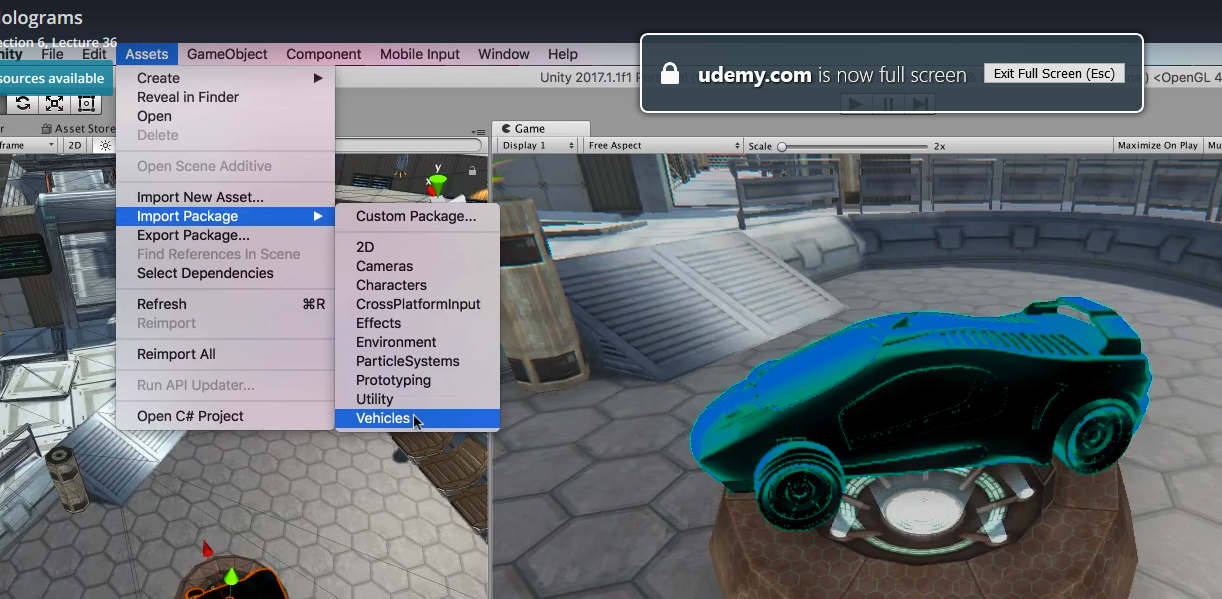 olograms
ection 6, Lecture 36
nity File Edit Assets GameObject Component Mobile Input Window Help
sources available
Unity 2017.1.1f1
) <OpenGL 4
udemy.com is now full screen
Exit Full Screen (Esc)
r
Asset Store
rame
2D
Create
Reveal in Finder
Open
Delete
Open Scene Additive
Import New Asset...
Import Package
Export Package...
Find References In Scene
Select Dependencies
Refresh ⌘R
Reimport
Reimport All
Run API Updater...
Open C# Project
Custom Package...
2D
Cameras
Characters
CrossPlatformInput
Effects
Environment
ParticleSystems
Prototyping
Utility
Vehicles
y
x
Game
Display 1
Free Aspect
Scale
2x
Maximize On Play
Mu